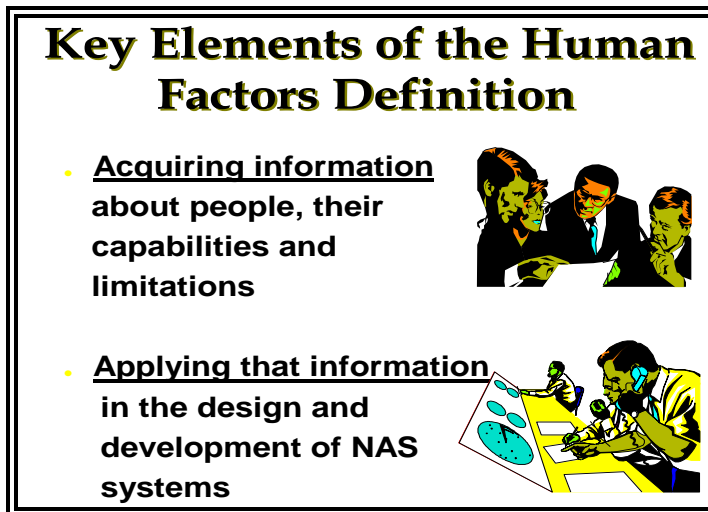 Key Elements of the Human
Factors Definition
. Acquiring information
about people, their
capabilities and
limitations
. Applying that information
in the design and
development of NAS
systems